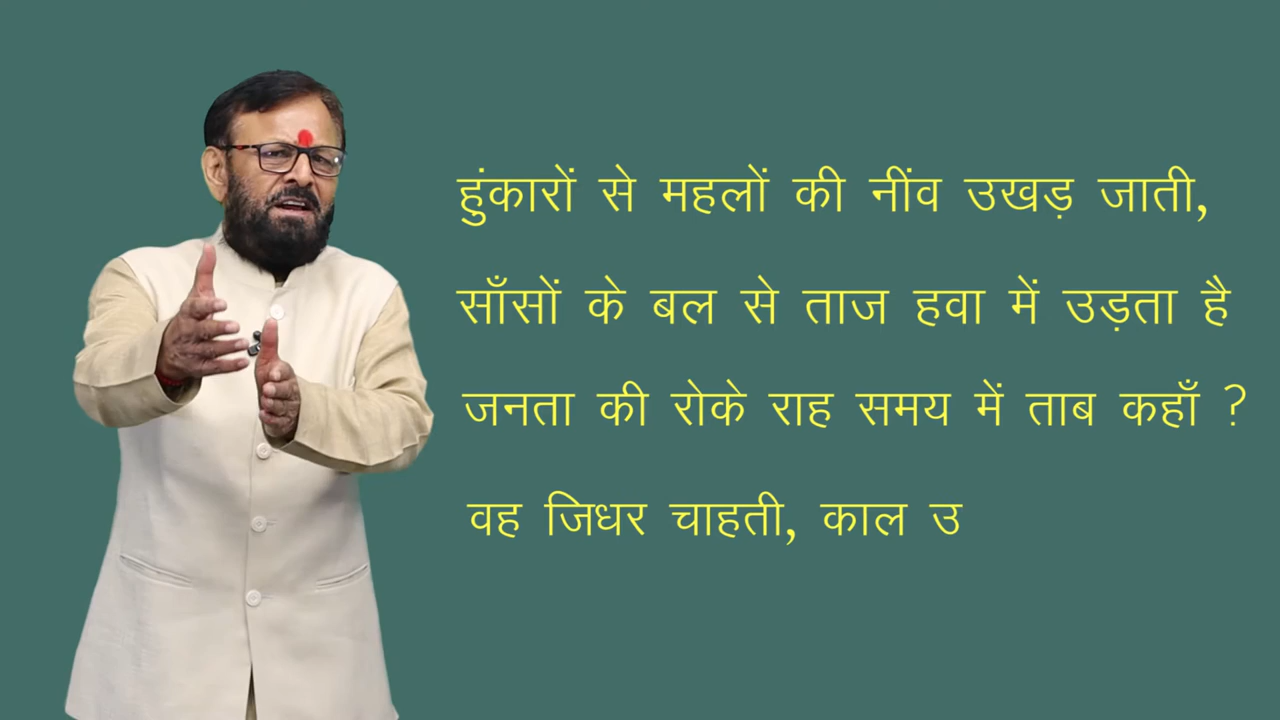 हुंकारों से महलों की नींव उखड़ जाती,
साँसों के बल से ताज हवा में उड़ता है
जनता की रोके राह समय में ताब कहाँ ?
वह जिधर चाहती, काल उ